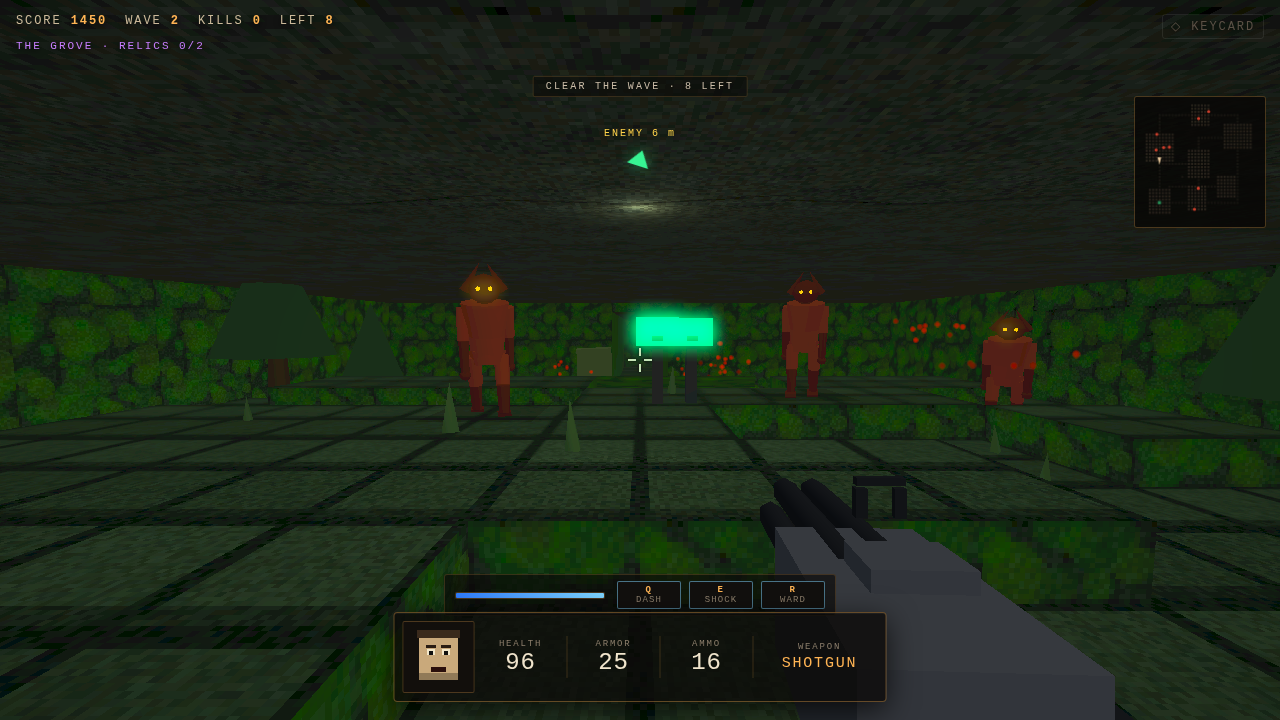 SCORE 1450 WAVE 2 KILLS 0 LEFT 8
◇ KEYCARD
THE GROVE · RELICS 0/2
CLEAR THE WAVE · 8 LEFT
ENEMY 6 m
Q E R
DASH SHOCK WARD
HEALTH ARMOR AMMO WEAPON
96 25 16 SHOTGUN